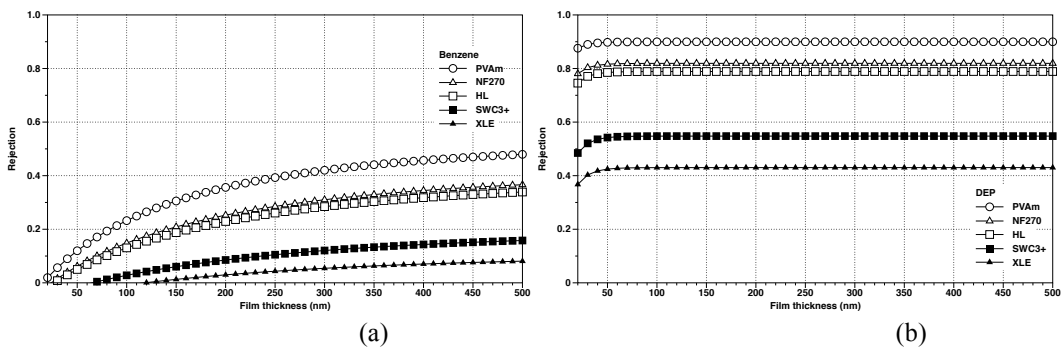 1.0
0.8
0.6
0.4
0.2
0
Rejection
Benzene
PVAm
NF270
HL
SWC3+
XLE
50 100 150 200 250 300 350 400 450 500
Film thickness (nm)
(a)
1.0
0.8
0.6
0.4
0.2
0
Rejection
DEP
PVAm
NF270
HL
SWC3+
XLE
50 100 150 200 250 300 350 400 450 500
Film thickness (nm)
(b)